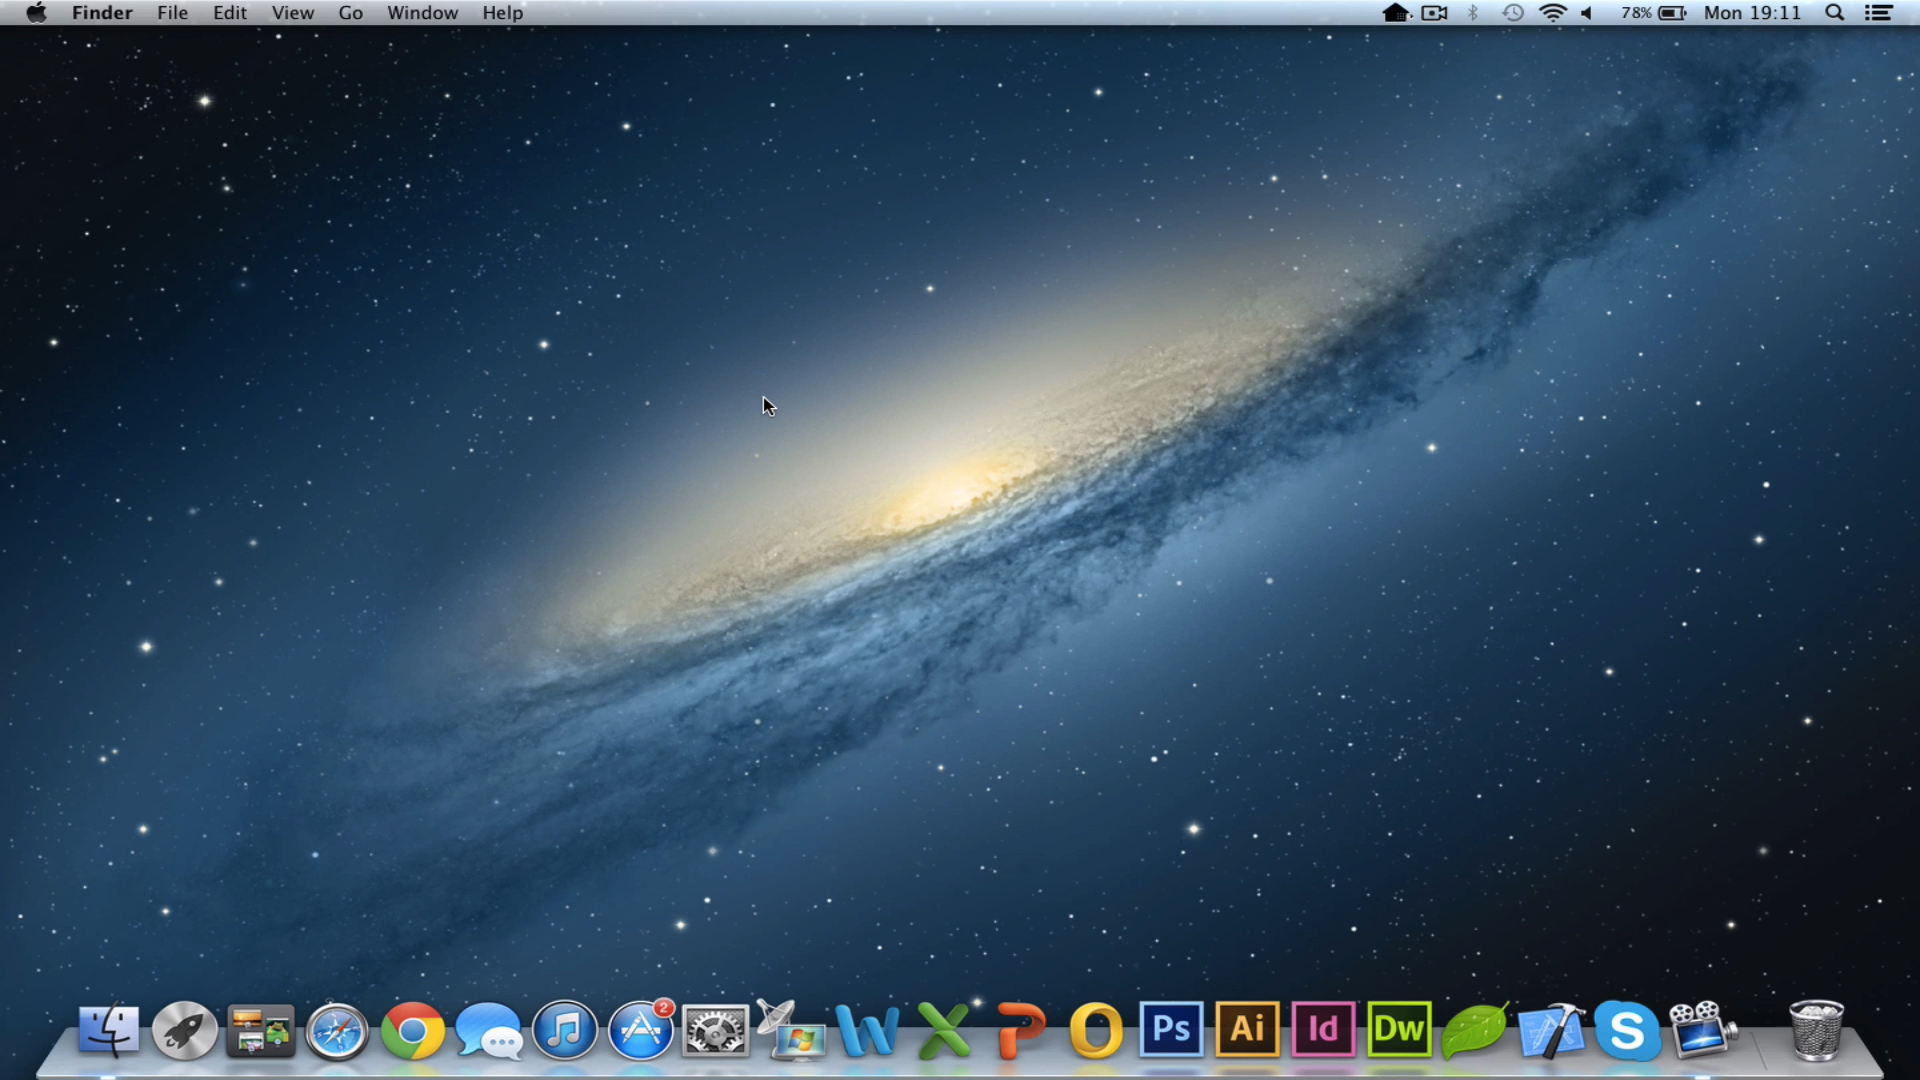 Finder File Edit View Go Window Help 78% Mon 19:11
2 W X P O Ps Ai Id Dw S